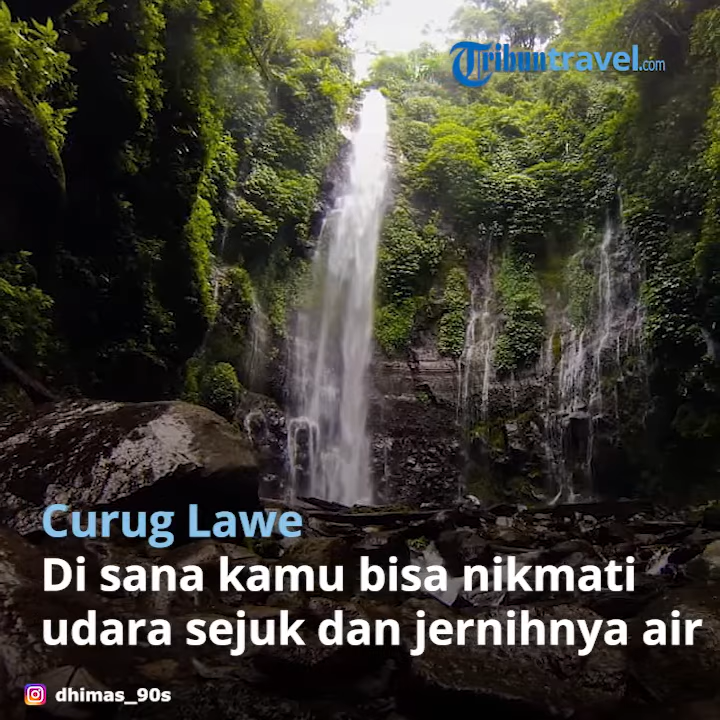 Tribuntravel.com
Curug Lawe
Di sana kamu bisa nikmati
udara sejuk dan jernihnya air
dhimas_90s